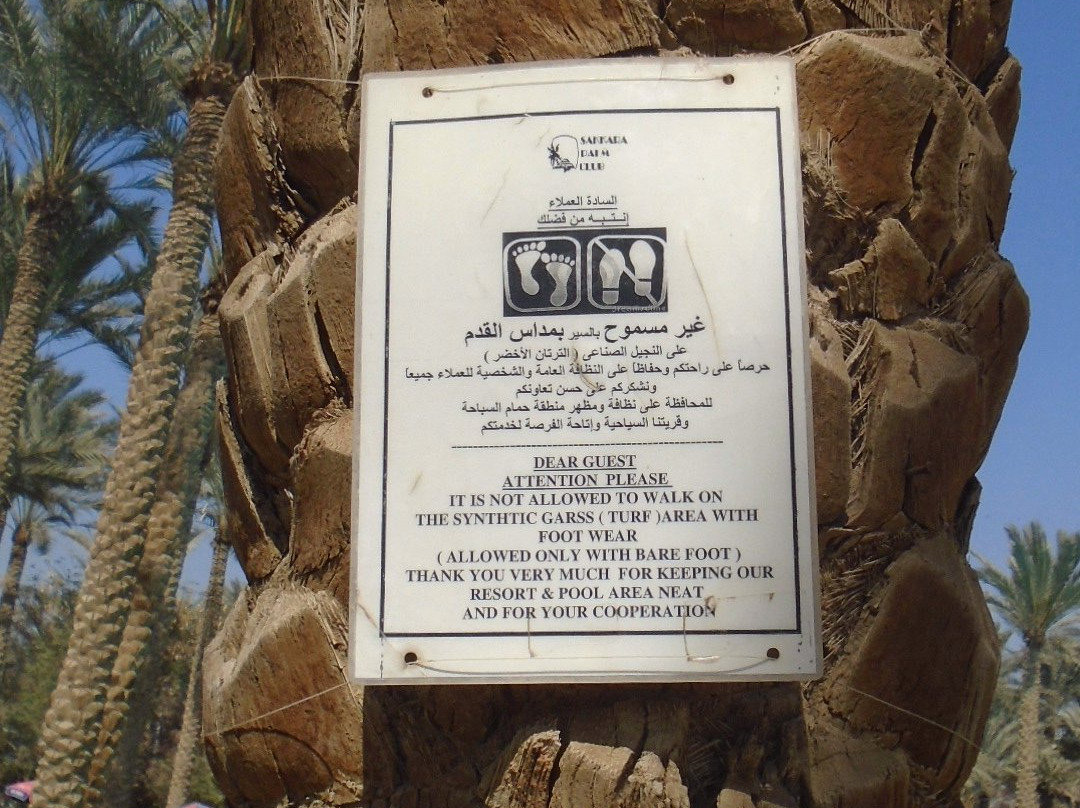 SAKKARA
PALM
CLUB
السادة العملاء
إنتـبـه من فضلك
غير مسموح بالسير بمداس القدم
على النجيل الصناعى ( الترتان الأخضر )
حرصاً على راحتكم وحفاظاً على النظافة العامة والشخصية للعملاء جميعاً
ونشكركم على حسن تعاونكم
للمحافظة على نظافة ومظهر منطقة حمام السباحة
وقريتنا السياحية وإتاحة الفرصة لخدمتكم
DEAR GUEST
ATTENTION PLEASE
IT IS NOT ALLOWED TO WALK ON
THE SYNTHTIC GARSS ( TURF )AREA WITH
FOOT WEAR
( ALLOWED ONLY WITH BARE FOOT )
THANK YOU VERY MUCH FOR KEEPING OUR
RESORT & POOL AREA NEAT
AND FOR YOUR COOPERATION